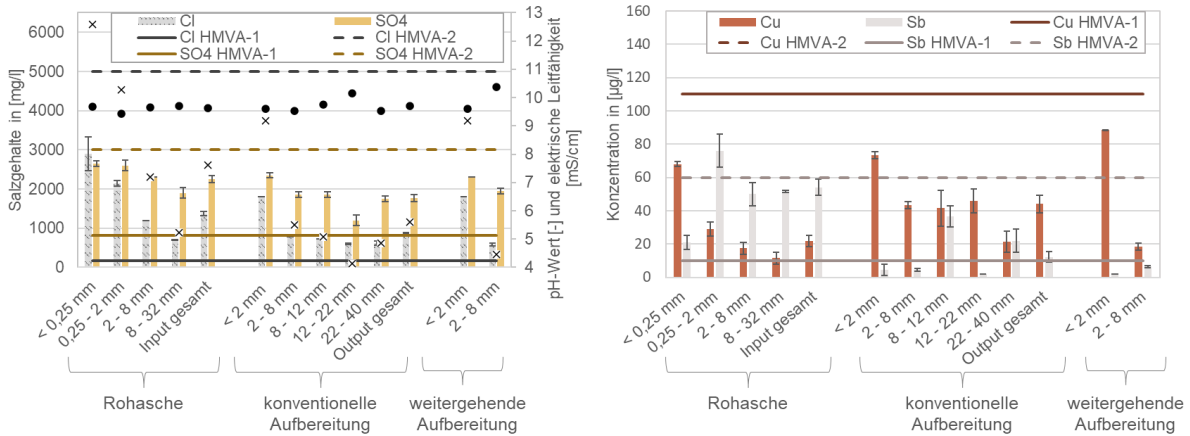 Cl
SO4
Cl HMVA-1
Cl HMVA-2
SO4 HMVA-1
SO4 HMVA-2
Salzgehalte in [mg/l]
6000
5000
4000
3000
2000
1000
0
13
12
11
10
9
8
7
6
5
4
pH-Wert [-] und elektrische Leitfähigkeit
[mS/cm]
< 0,25 mm
0,25 - 2 mm
2 - 8 mm
8 - 32 mm
Input gesamt
< 2 mm
2 - 8 mm
8 - 12 mm
12 - 22 mm
22 - 40 mm
Output gesamt
< 2 mm
2 - 8 mm
Rohasche
konventionelle
Aufbereitung
weitergehende
Aufbereitung
Cu
Sb
Cu HMVA-1
Cu HMVA-2
Sb HMVA-1
Sb HMVA-2
Konzentration in [µg/l]
160
140
120
100
80
60
40
20
0
< 0,25 mm
0,25 - 2 mm
2 - 8 mm
8 - 32 mm
Input gesamt
< 2 mm
2 - 8 mm
8 - 12 mm
12 - 22 mm
22 - 40 mm
Output gesamt
< 2 mm
2 - 8 mm
Rohasche
konventionelle
Aufbereitung
weitergehende
Aufbereitung